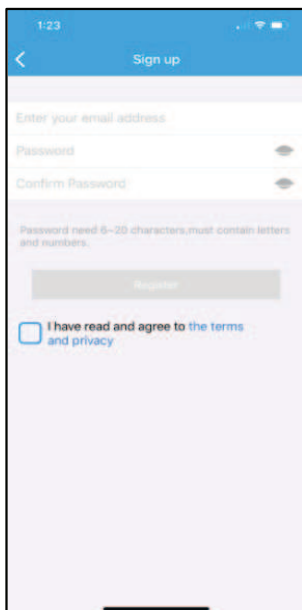 1:23
Sign up
Enter your email address
Password
Confirm Password
Password need 6~20 characters,must contain letters
and numbers.
Register
I have read and agree to the terms
and privacy